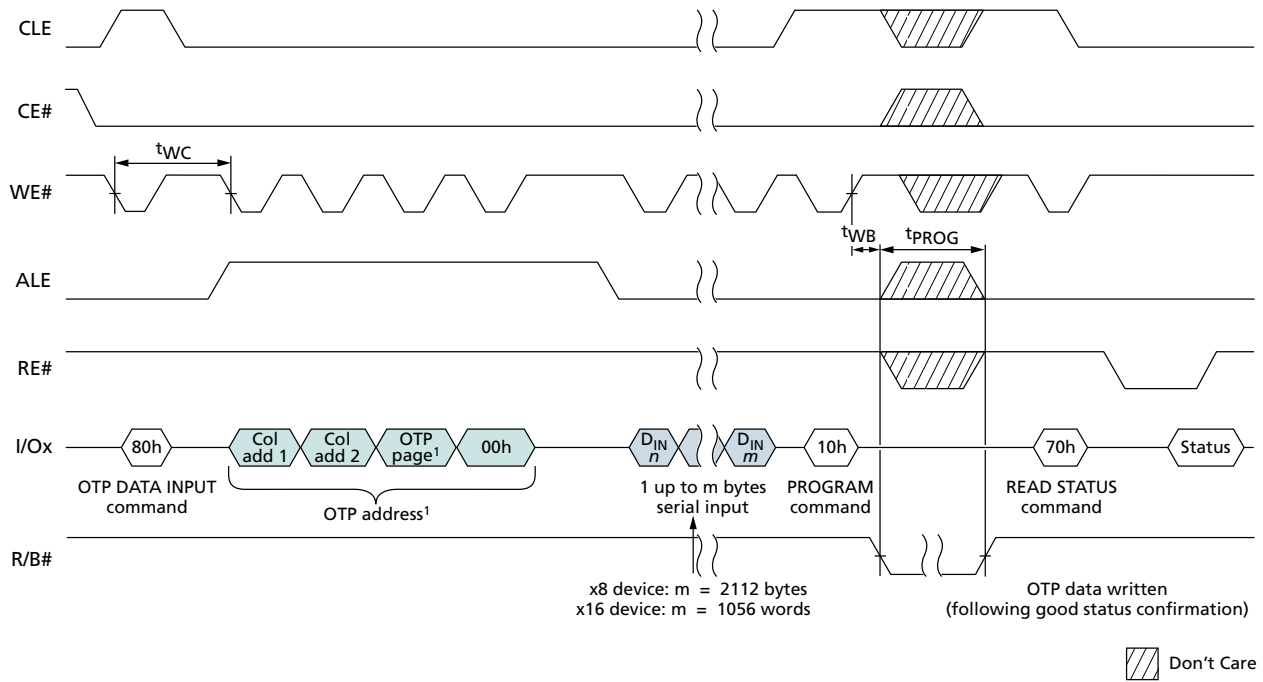 CLE
CE#
tWC
WE#
tWB tPROG
ALE
RE#
I/Ox
80h
Col add 1
Col add 2
OTP page¹
00h
DIN n
DIN m
10h
70h
Status
OTP DATA INPUT
command
OTP address¹
1 up to m bytes
serial input
PROGRAM
command
READ STATUS
command
R/B#
x8 device: m = 2112 bytes
x16 device: m = 1056 words
OTP data written
(following good status confirmation)
Don't Care